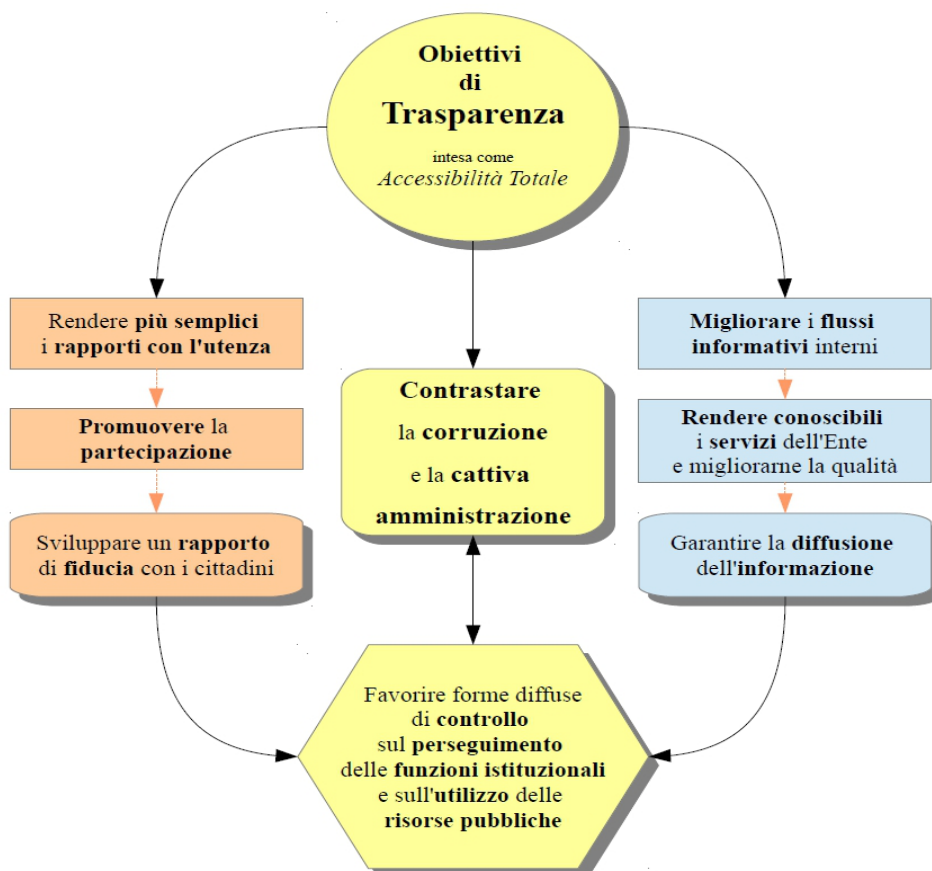 Obiettivi
di
Trasparenza
intesa come
Accessibilità Totale
Rendere più semplici
i rapporti con l'utenza
Promuovere la
partecipazione
Sviluppare un rapporto
di fiducia con i cittadini
Contrastare
la corruzione
e la cattiva
amministrazione
Migliorare i flussi
informativi interni
Rendere conoscibili
i servizi dell'Ente
e migliorarne la qualità
Garantire la diffusione
dell'informazione
Favorire forme diffuse
di controllo
sul perseguimento
delle funzioni istituzionali
e sull'utilizzo delle
risorse pubbliche